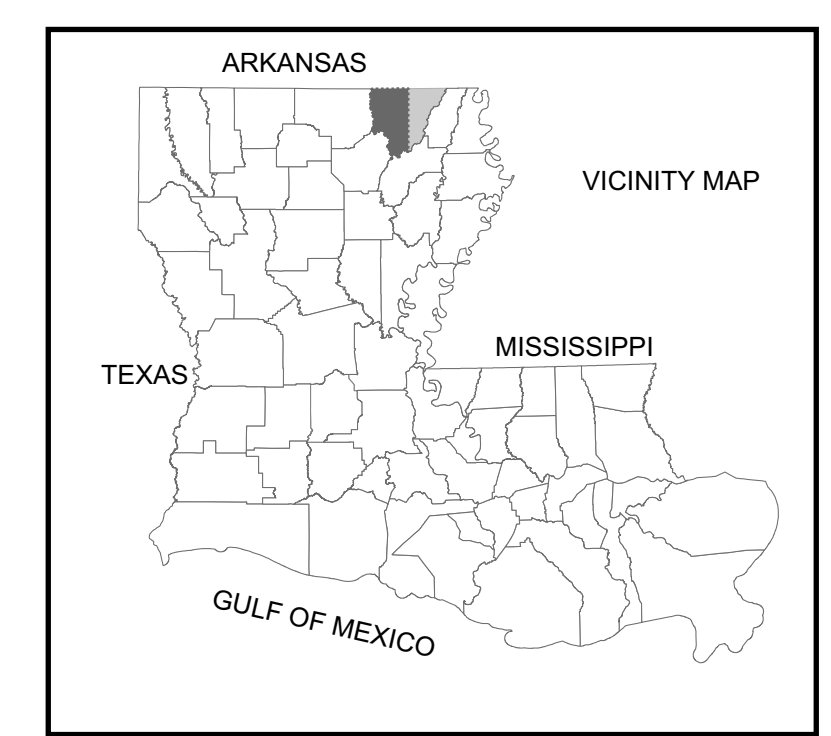 ARKANSAS
VICINITY MAP
MISSISSIPPI
TEXAS
GULF OF MEXICO